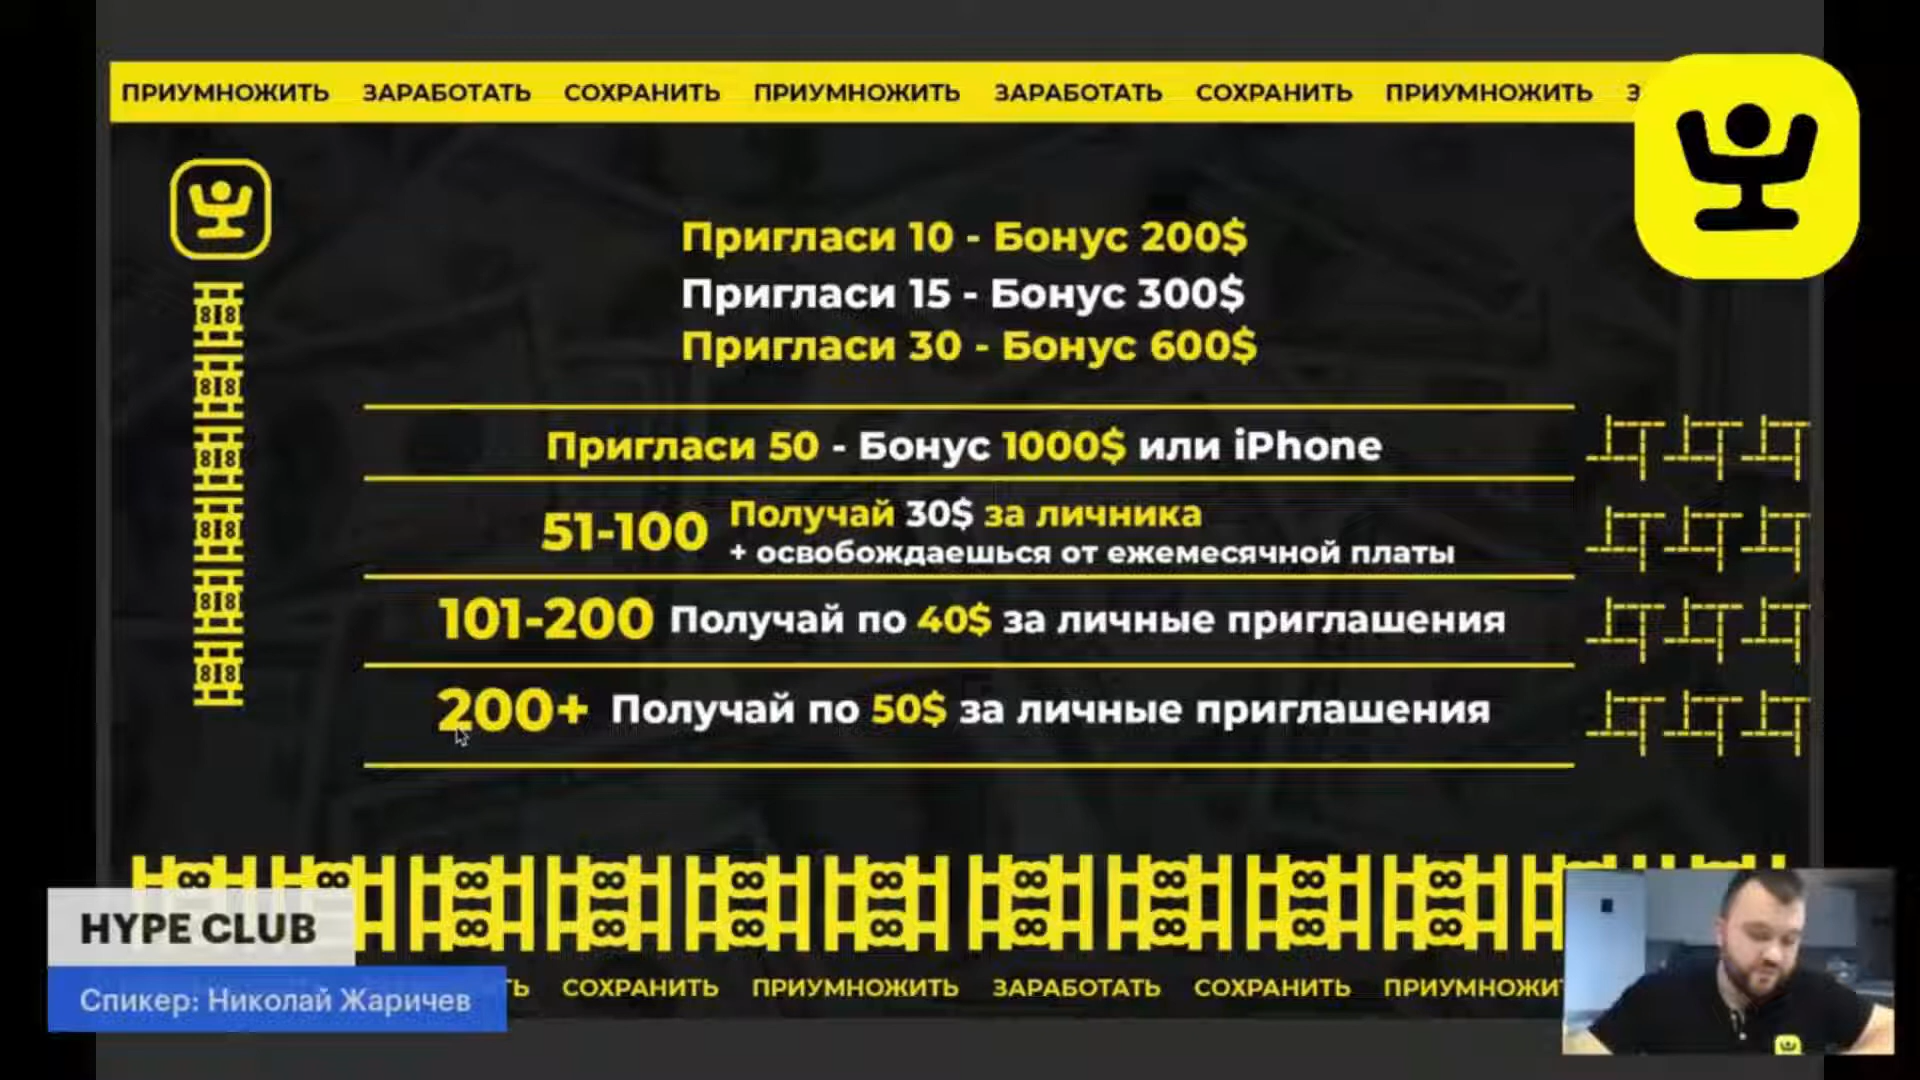 ПРИУМНОЖИТЬ ЗАРАБОТАТЬ СОХРАНИТЬ ПРИУМНОЖИТЬ ЗАРАБОТАТЬ СОХРАНИТЬ ПРИУМНОЖИТЬ З
Пригласи 10 - Бонус 200$
Пригласи 15 - Бонус 300$
Пригласи 30 - Бонус 600$
Пригласи 50 - Бонус 1000$ или iPhone
51-100 Получай 30$ за личника
+ освобождаешься от ежемесячной платы
101-200 Получай по 40$ за личные приглашения
200+ Получай по 50$ за личные приглашения
HYPE CLUB
Спикер: Николай Жаричев
ТЬ СОХРАНИТЬ ПРИУМНОЖИТЬ ЗАРАБОТАТЬ СОХРАНИТЬ ПРИУМНОЖИТ